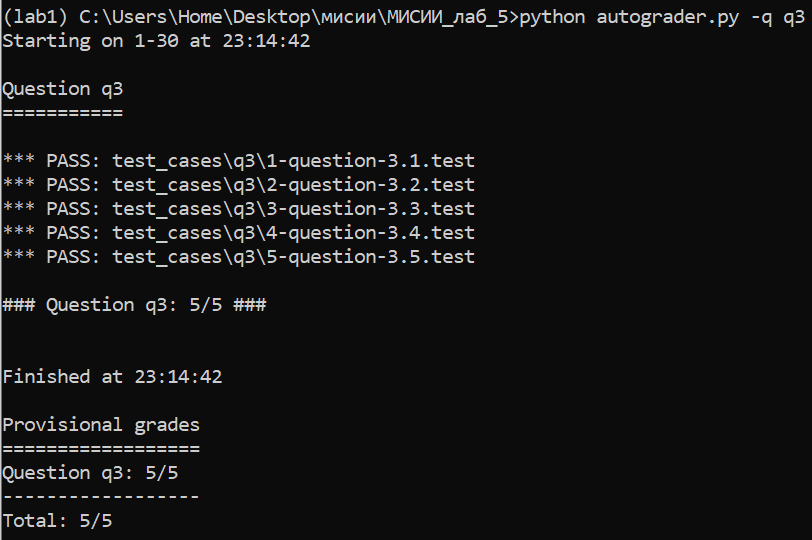 (lab1) C:\Users\Home\Desktop\мисии\МИСИИ_лаб_5>python autograder.py -q q3
Starting on 1-30 at 23:14:42
Question q3
===========
*** PASS: test_cases\q3\1-question-3.1.test
*** PASS: test_cases\q3\2-question-3.2.test
*** PASS: test_cases\q3\3-question-3.3.test
*** PASS: test_cases\q3\4-question-3.4.test
*** PASS: test_cases\q3\5-question-3.5.test
### Question q3: 5/5 ###
Finished at 23:14:42
Provisional grades
==================
Question q3: 5/5
------------------
Total: 5/5